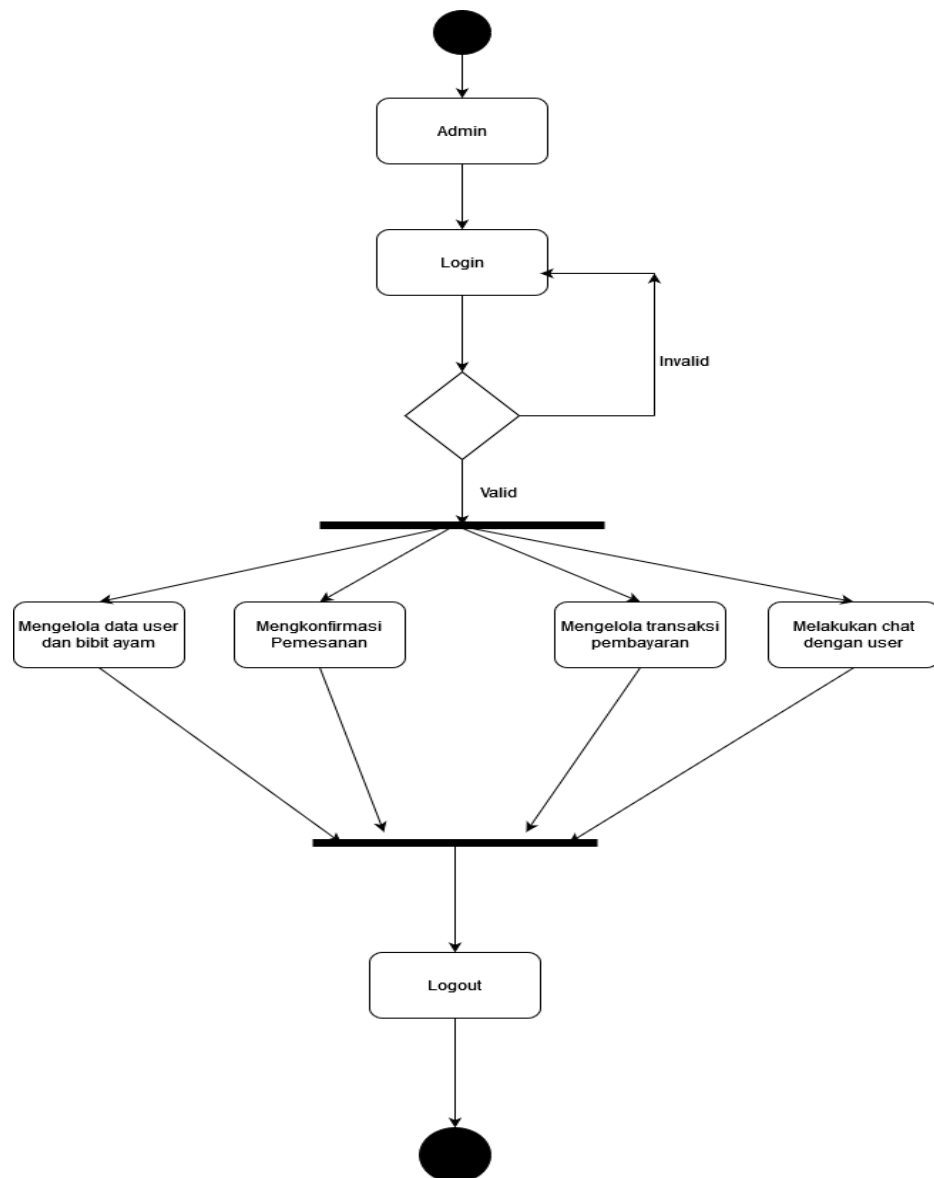 Admin
Login
Invalid
Valid
Mengelola data user
dan bibit ayam
Mengkonfirmasi
Pemesanan
Mengelola transaksi
pembayaran
Melakukan chat
dengan user
Logout